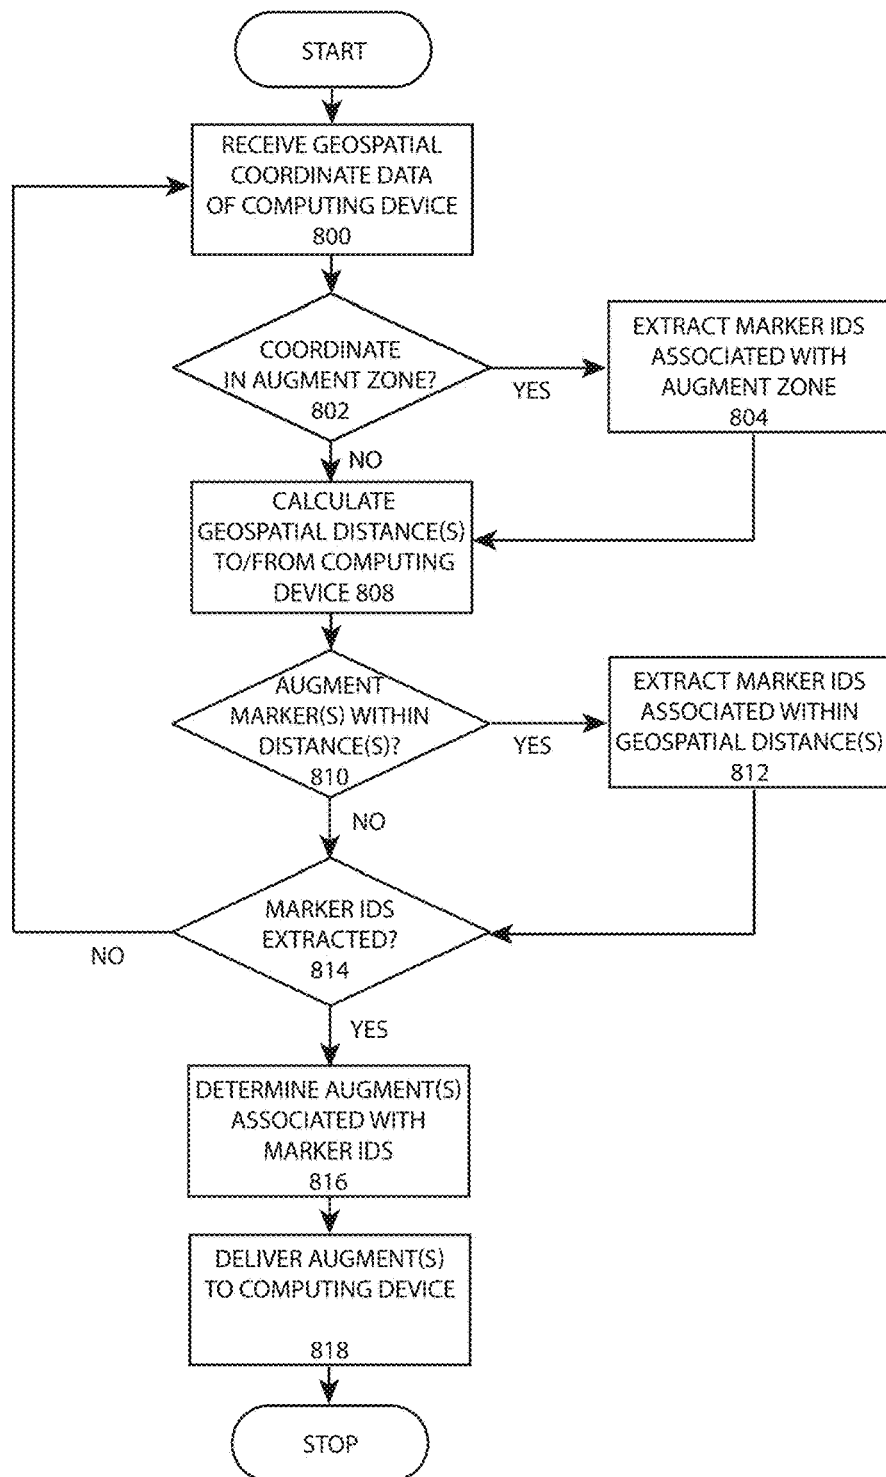 START
RECEIVE GEOSPATIAL
COORDINATE DATA
OF COMPUTING DEVICE
800
COORDINATE
IN AUGMENT ZONE?
802
YES
EXTRACT MARKER IDS
ASSOCIATED WITH
AUGMENT ZONE
804
NO
CALCULATE
GEOSPATIAL DISTANCE(S)
TO/FROM COMPUTING
DEVICE 808
AUGMENT
MARKER(S) WITHIN
DISTANCE(S)?
810
YES
EXTRACT MARKER IDS
ASSOCIATED WITHIN
GEOSPATIAL DISTANCE(S)
812
NO
MARKER IDS
EXTRACTED?
814
NO
YES
DETERMINE AUGMENT(S)
ASSOCIATED WITH
MARKER IDS
816
DELIVER AUGMENT(S)
TO COMPUTING DEVICE
818
STOP